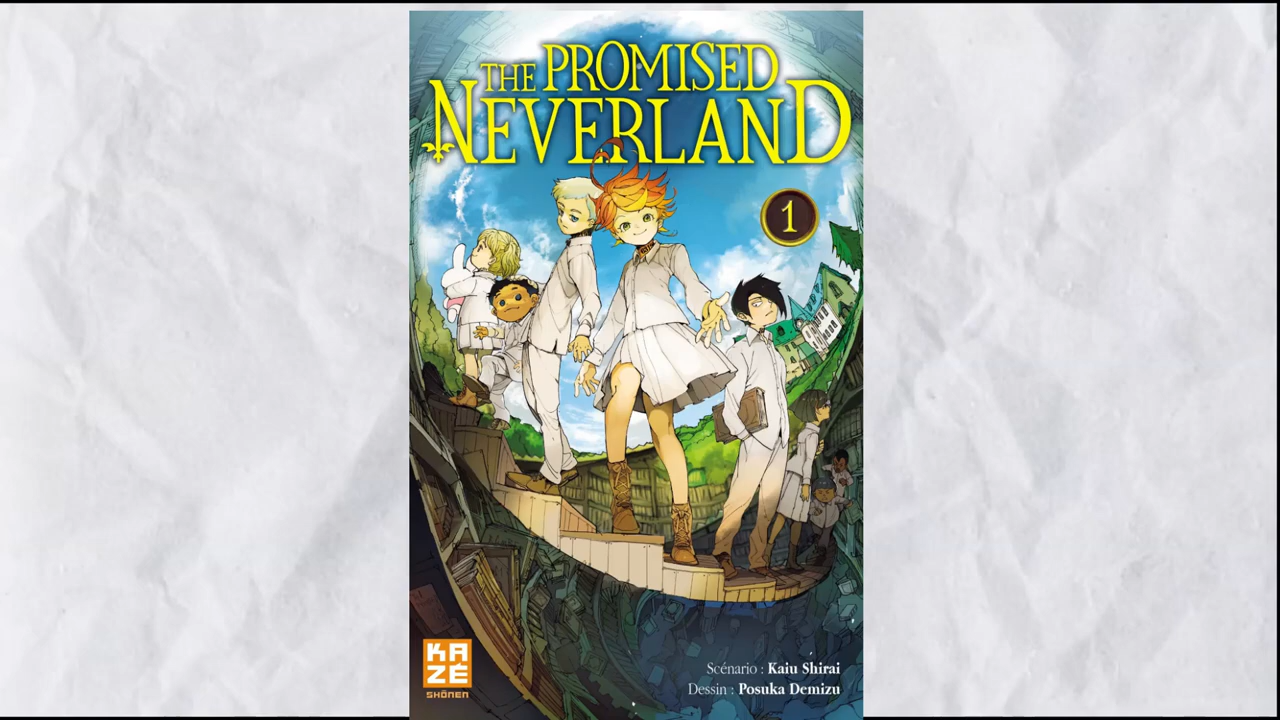 THE PROMISED
NEVERLAND
1
KA
ZÉ
SHŌNEN
Scénario : Kaiu Shirai
Dessin : Posuka Demizu